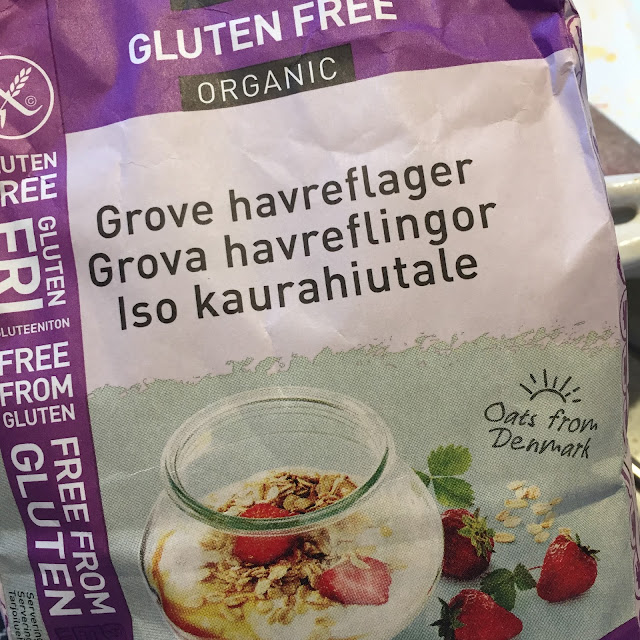 GLUTEN FREE
ORGANIC
Grove havreflager
Grova havreflingor
Iso kaurahiutale
Oats from
Denmark
©
FREE
FRI
GLUTEN
GLUTEENITON
FREE
FROM
GLUTEN
FREE FROM
GLUTEN